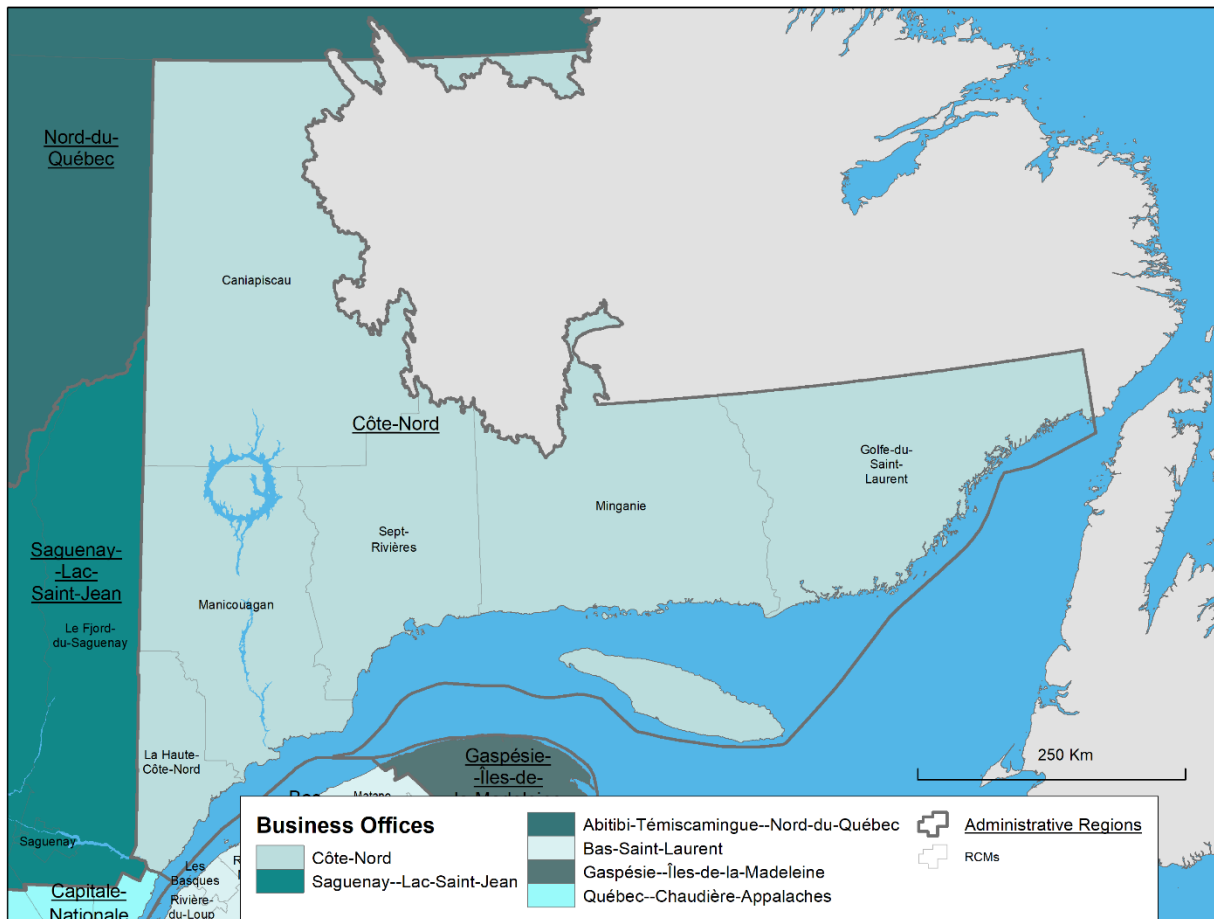 Nord-du-
Québec
Caniapiscau
Côte-Nord
Golfe-du-
Saint-
Laurent
Minganie
Sept-
Rivières
Saguenay-
-Lac-
Saint-Jean
Manicouagan
Le Fjord-
du-Saguenay
La Haute-
Côte-Nord
250 Km
Gaspésie-
-Îles-de-
la-Madeleine
Bas-
Matane
Saguenay
Les
Basques
Rivière-
du-Loup
Capitale-
Nationale
Business Offices
Côte-Nord
Saguenay--Lac-Saint-Jean
Abitibi-Témiscamingue--Nord-du-Québec
Bas-Saint-Laurent
Gaspésie--Îles-de-la-Madeleine
Québec--Chaudière-Appalaches
Administrative Regions
RCMs